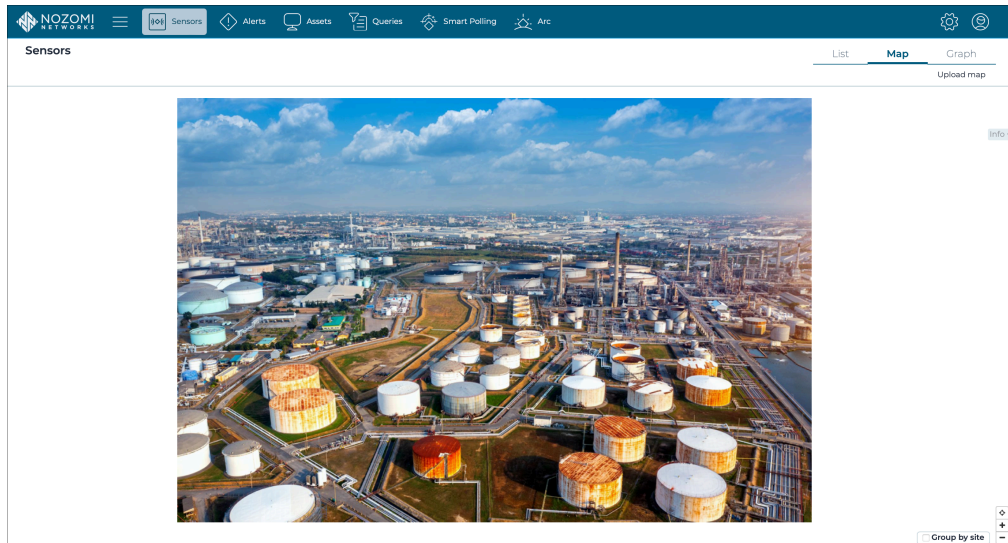 NOZOMI
NETWORKS
Sensors
Alerts
Assets
Queries
Smart Polling
Arc
Sensors
List
Map
Graph
Upload map
Info
Group by site